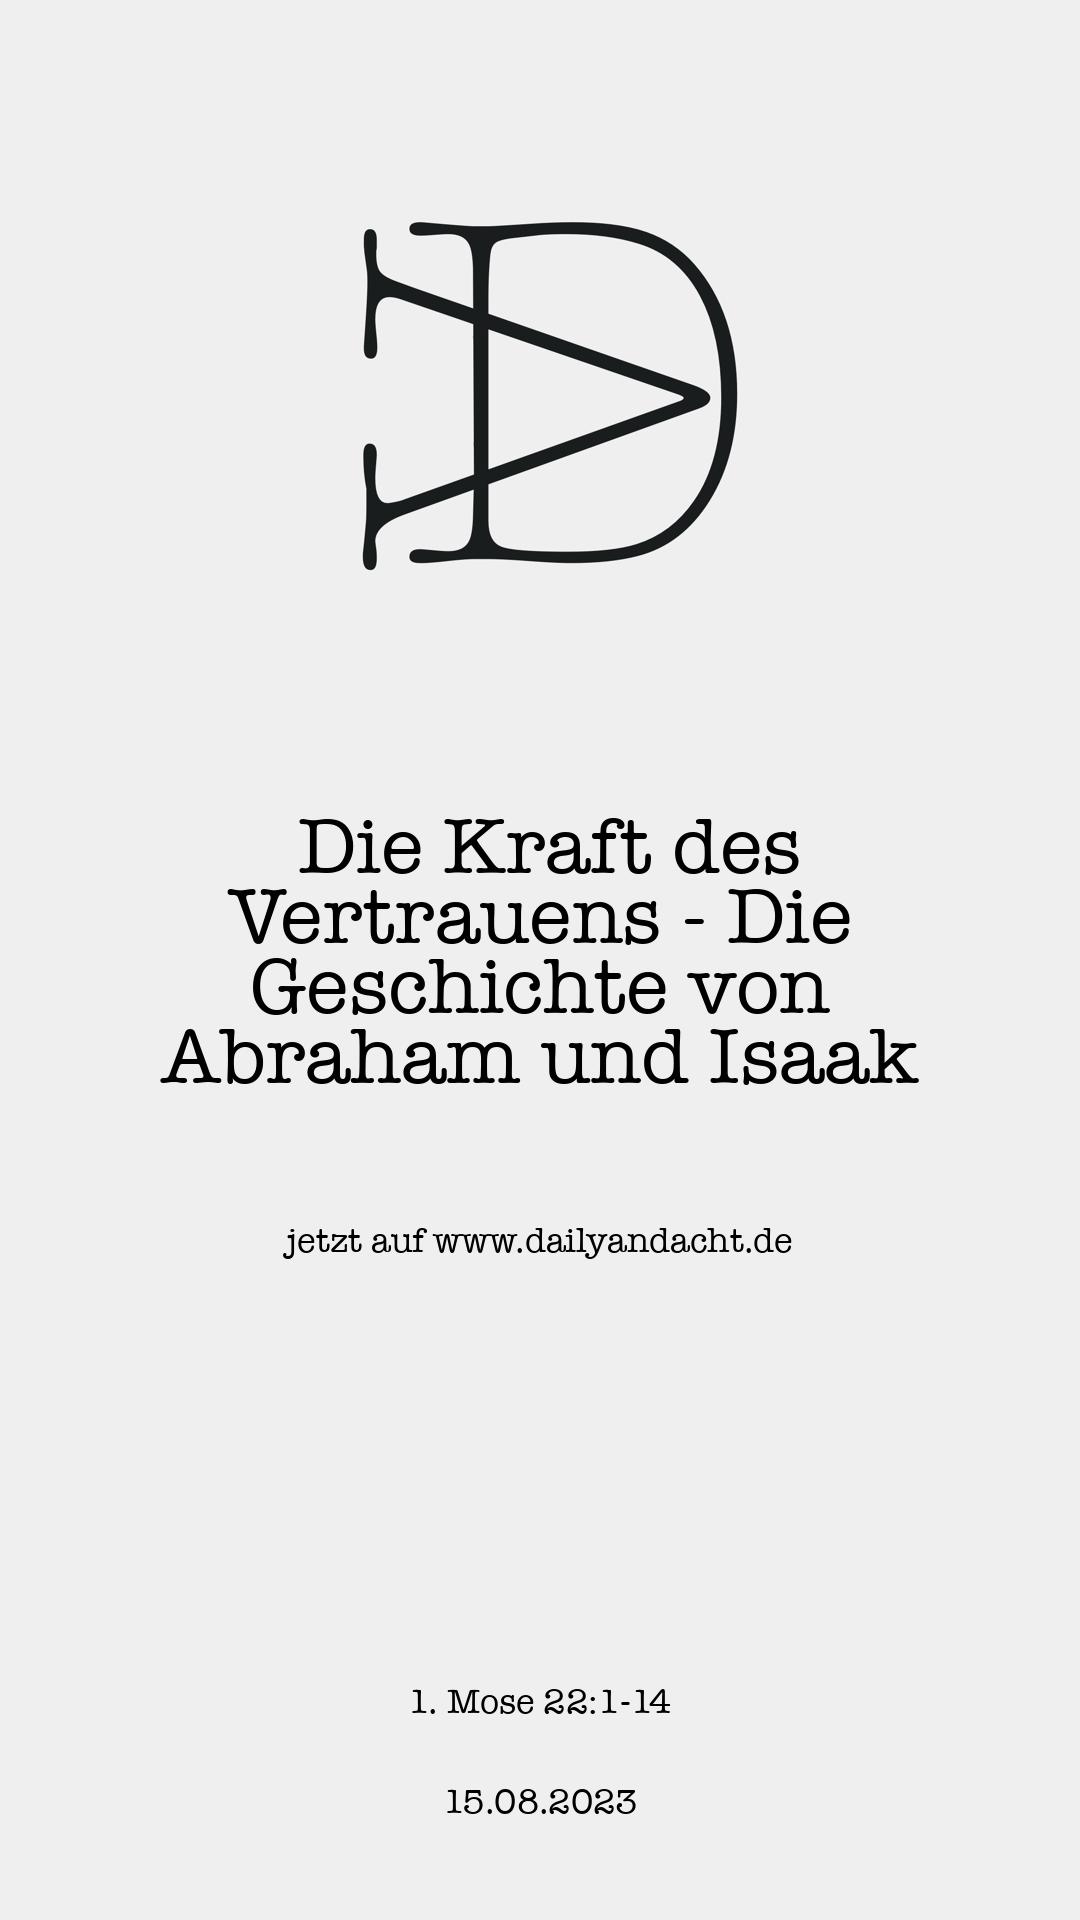 Die Kraft des
Vertrauens - Die
Geschichte von
Abraham und Isaak
jetzt auf www.dailyandacht.de
1. Mose 22:1-14
15.08.2023